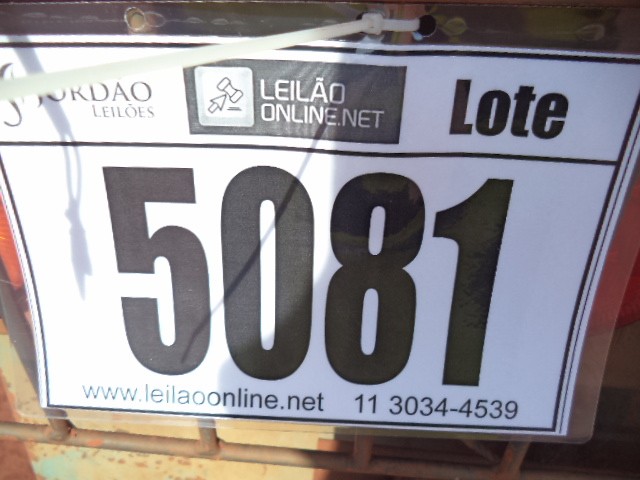 JORDÃO
LEILÕES
LEILÃO
ONLINE.NET
Lote
5081
www.leilaoonline.net 11 3034-4539